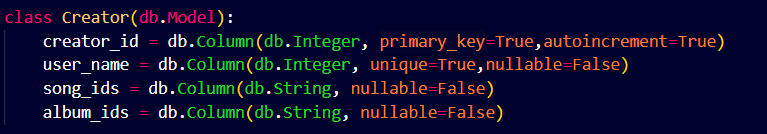 class Creator(db.Model):
    creator_id = db.Column(db.Integer, primary_key=True,autoincrement=True)
    user_name = db.Column(db.Integer, unique=True,nullable=False)
    song_ids = db.Column(db.String, nullable=False)
    album_ids = db.Column(db.String, nullable=False)